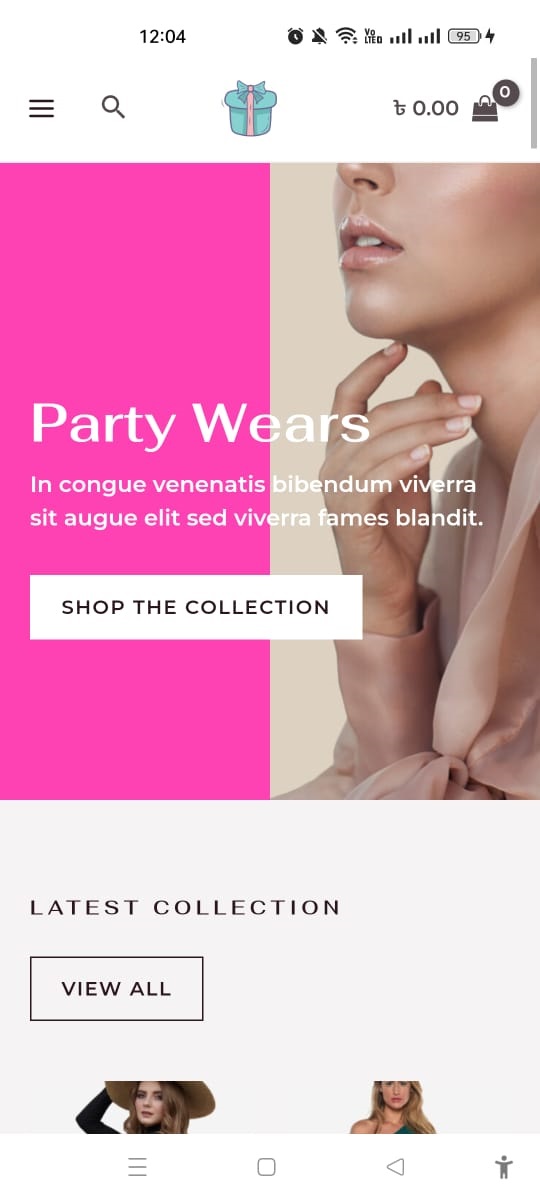 12:04
Vo
LTE
95
৳ 0.00
0
Party Wears
In congue venenatis bibendum viverra
sit augue elit sed viverra fames blandit.
SHOP THE COLLECTION
LATEST COLLECTION
VIEW ALL